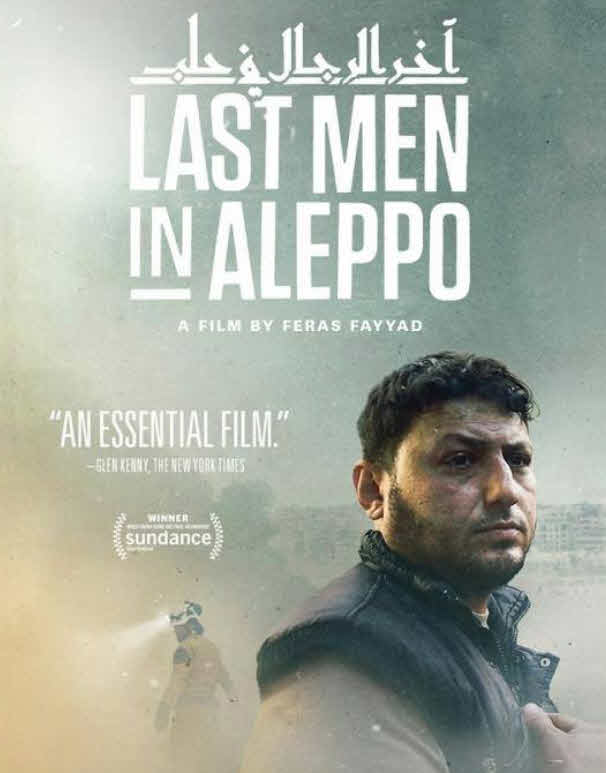 آخر الرجال في حلب
LAST MEN
IN ALEPPO
A FILM BY FERAS FAYYAD
“AN ESSENTIAL FILM.”
—GLEN KENNY, THE NEW YORK TIMES
WINNER
sundance